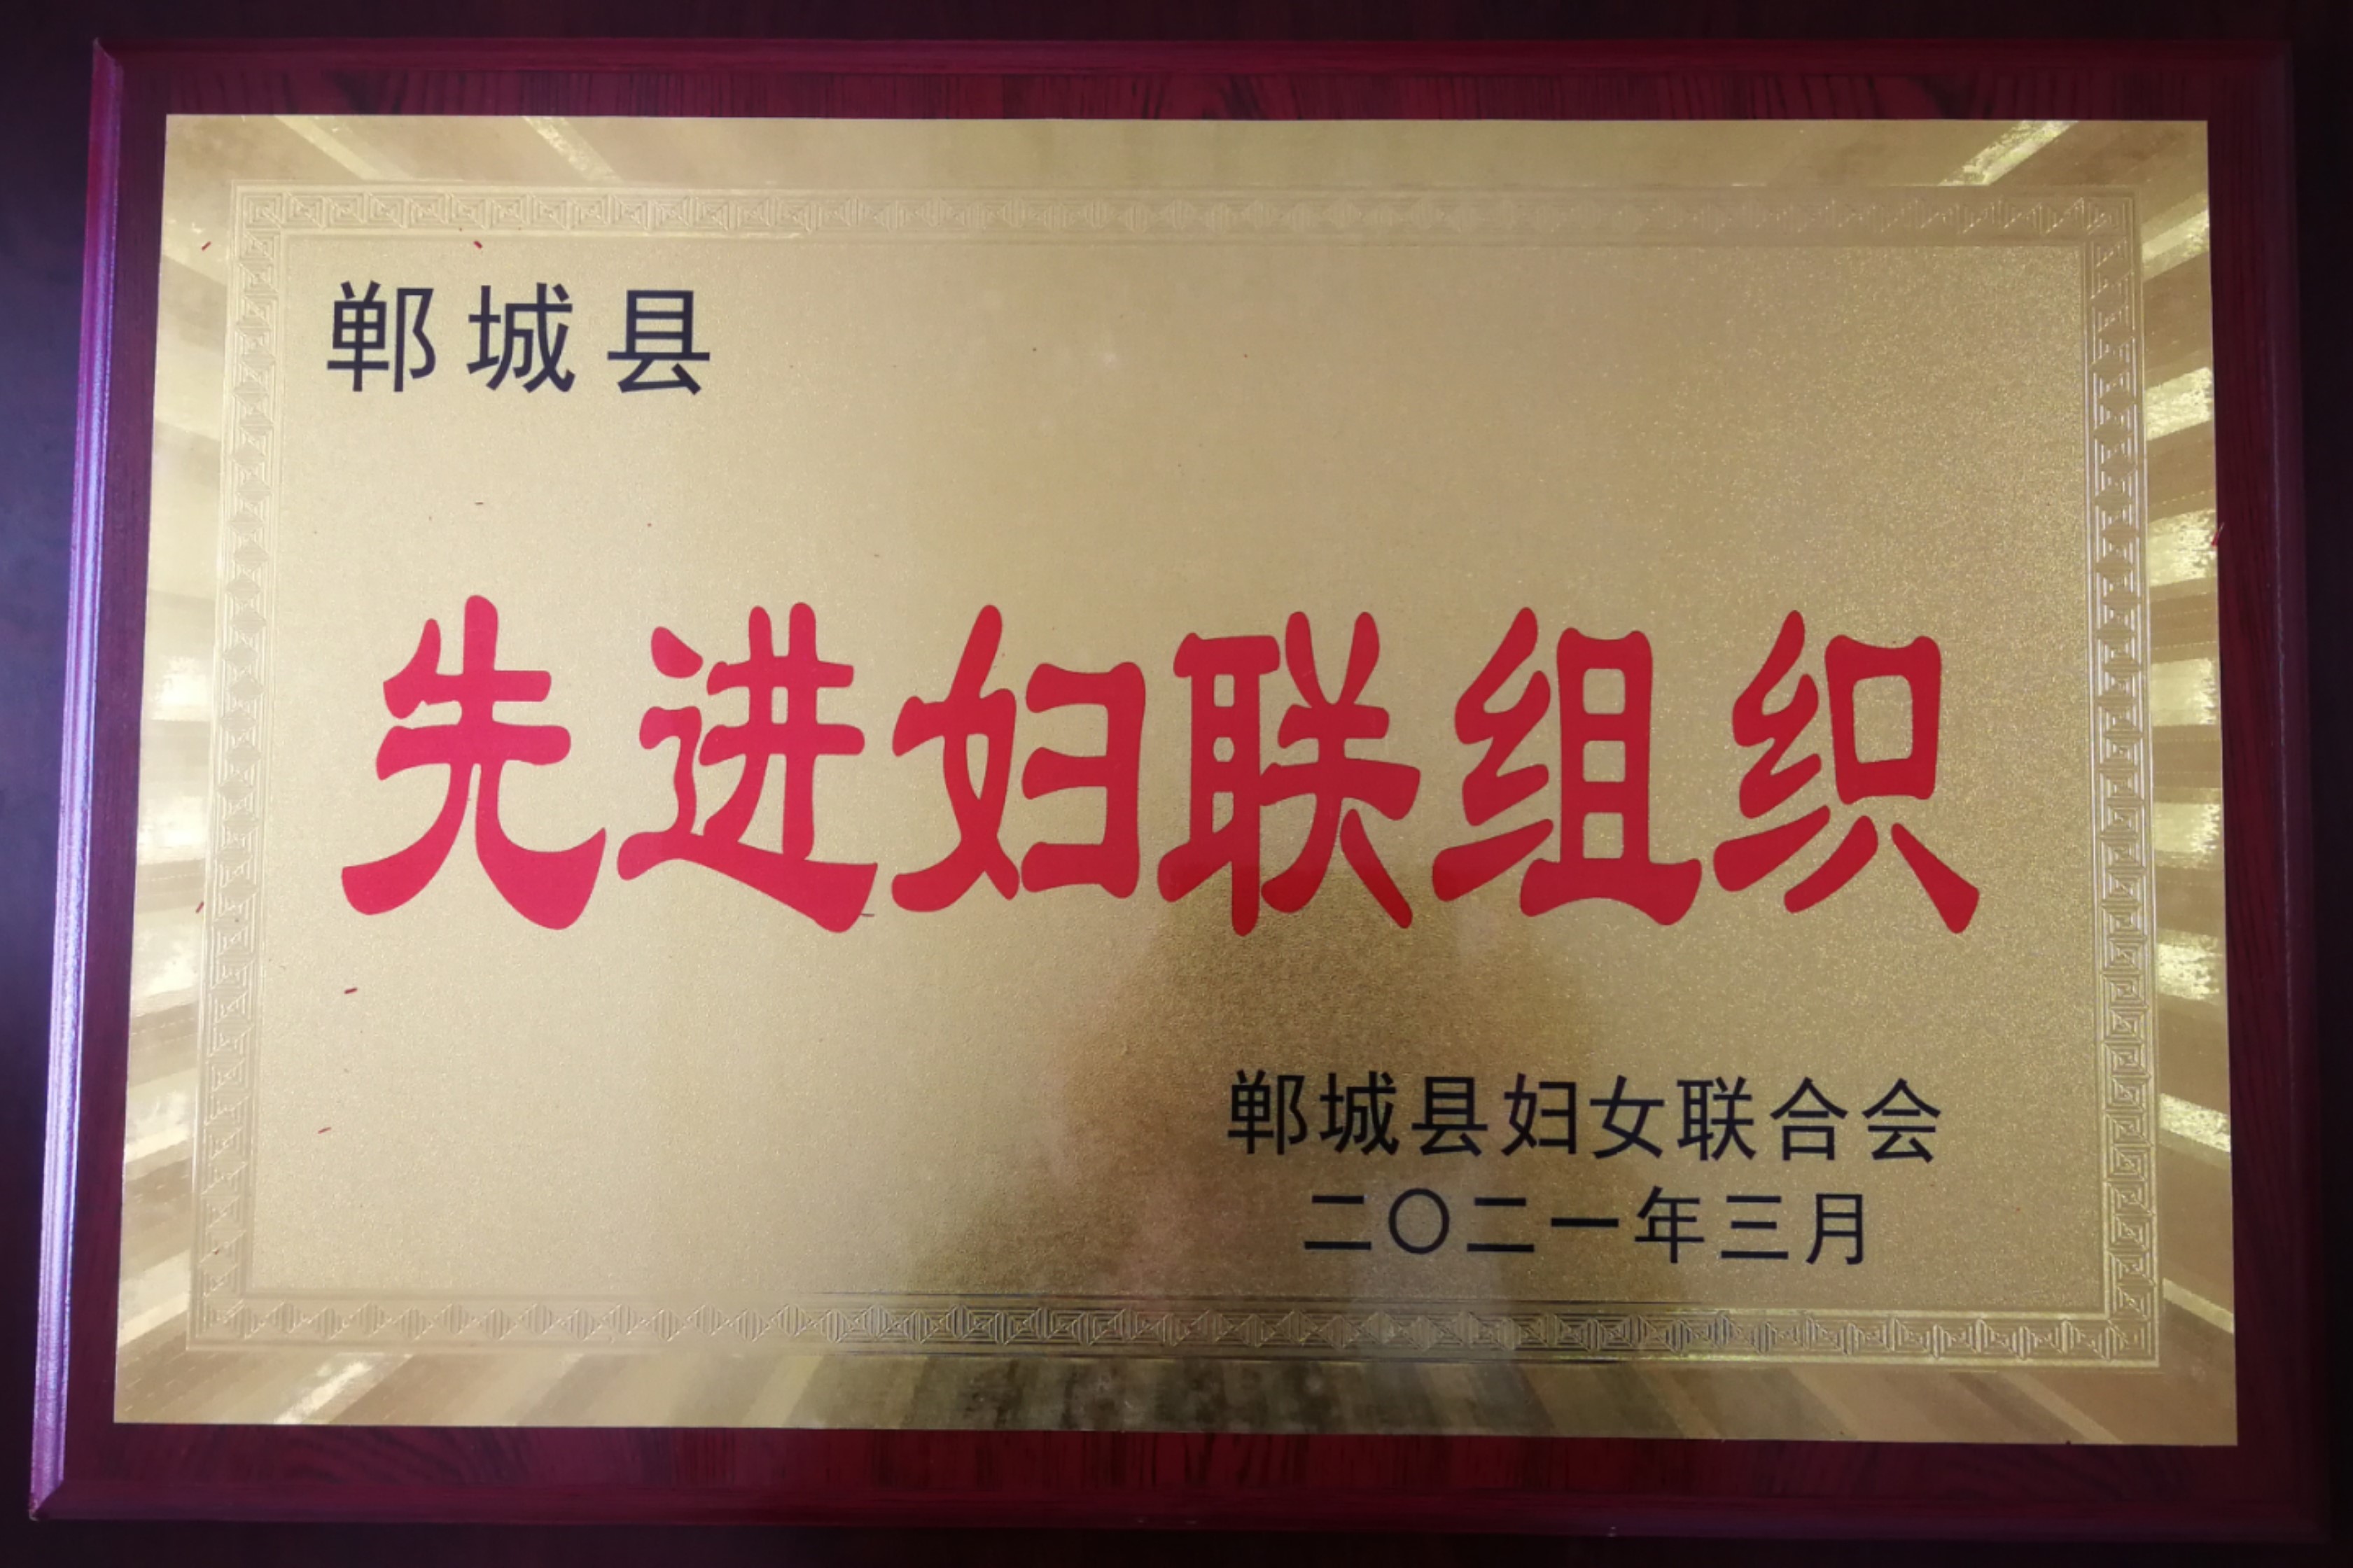 郸城县
先进妇联组织
郸城县妇女联合会
二〇二一年三月